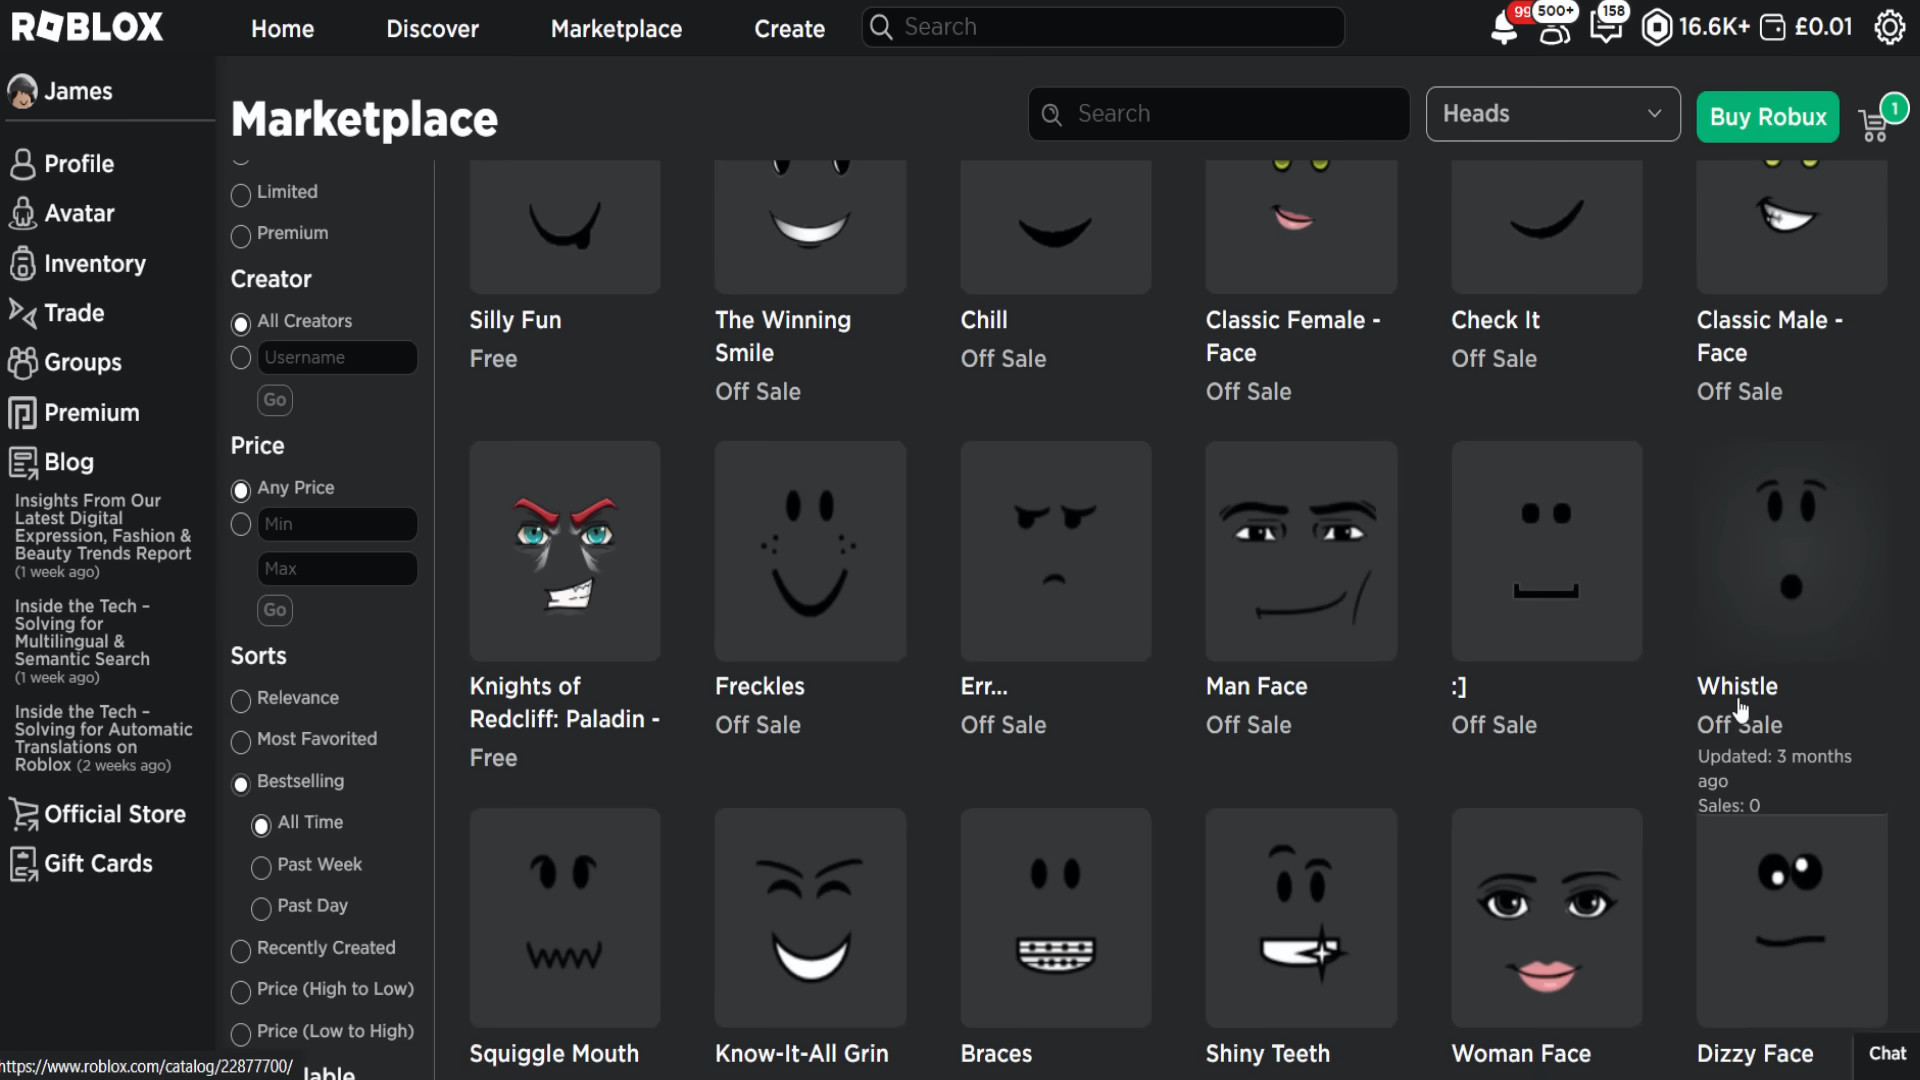 ROBLOX
Home
Discover
Marketplace
Create
Search
99
500+
158
16.6K+
£0.01
James
Profile
Avatar
Inventory
Trade
Groups
Premium
Blog
Insights From Our
Latest Digital
Expression, Fashion &
Beauty Trends Report
(1 week ago)
Inside the Tech –
Solving for
Multilingual &
Semantic Search
(1 week ago)
Inside the Tech –
Solving for Automatic
Translations on
Roblox (2 weeks ago)
Official Store
Gift Cards
Marketplace
Search
Heads
Buy Robux
1
Limited
Premium
Creator
All Creators
Username
Go
Price
Any Price
Min
Max
Go
Sorts
Relevance
Most Favorited
Bestselling
All Time
Past Week
Past Day
Recently Created
Price (High to Low)
Price (Low to High)
Silly Fun
Free
The Winning
Smile
Off Sale
Chill
Off Sale
Classic Female -
Face
Off Sale
Check It
Off Sale
Classic Male -
Face
Off Sale
Knights of
Redcliff: Paladin -
Free
Freckles
Off Sale
Err...
Off Sale
Man Face
Off Sale
:]
Off Sale
Whistle
Off Sale
Updated: 3 months
ago
Sales: 0
Squiggle Mouth
Know-It-All Grin
Braces
Shiny Teeth
Woman Face
Dizzy Face
Chat
https://www.roblox.com/catalog/22877700/